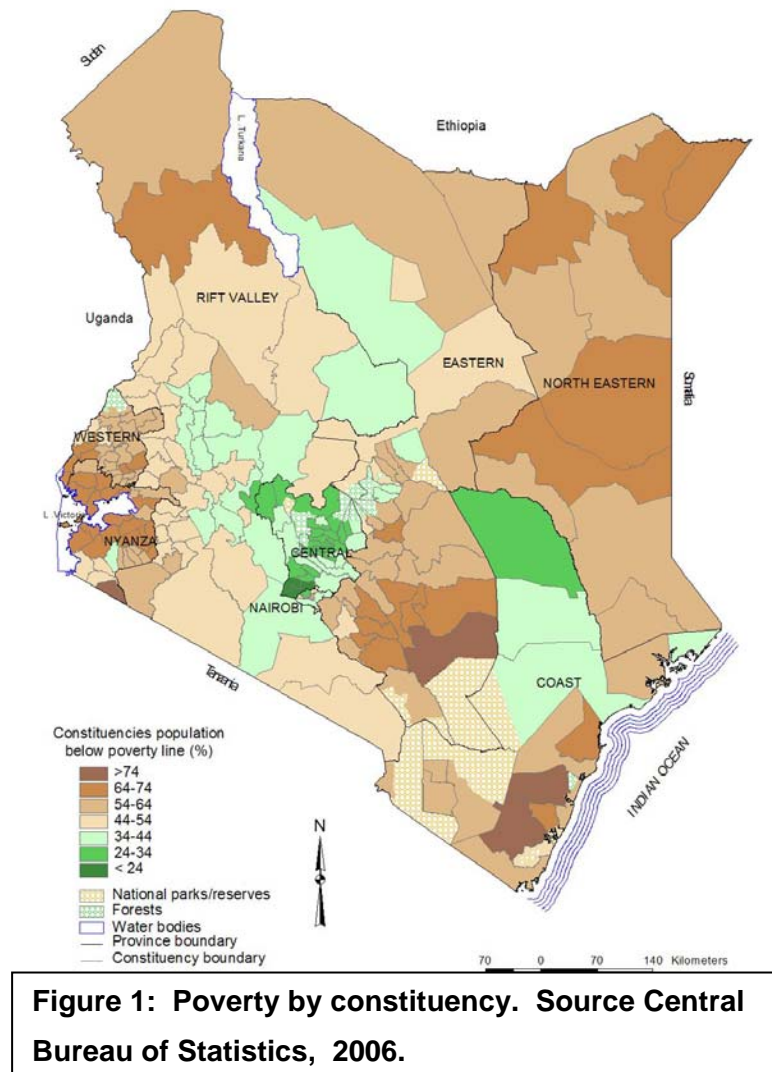 Sudan
Ethiopia
L. Turkana
RIFT VALLEY
Uganda
EASTERN
NORTH EASTERN
Somalia
WESTERN
L. Victoria
NYANZA
CENTRAL
NAIROBI
Tanzania
COAST
INDIAN OCEAN
Constituencies population
below poverty line (%)
>74
64-74
54-64
44-54
34-44
24-34
< 24
National parks/reserves
Forests
Water bodies
Province boundary
Constituency boundary
N
70 0 70 140 Kilometers
Figure 1: Poverty by constituency. Source Central
Bureau of Statistics, 2006.